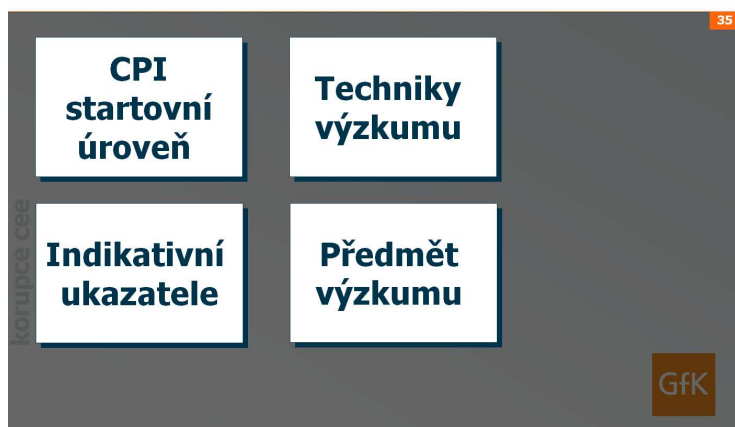 35
CPI
startovní
úroveň
Techniky
výzkumu
Indikativní
ukazatele
Předmět
výzkumu
korupce cee
GfK